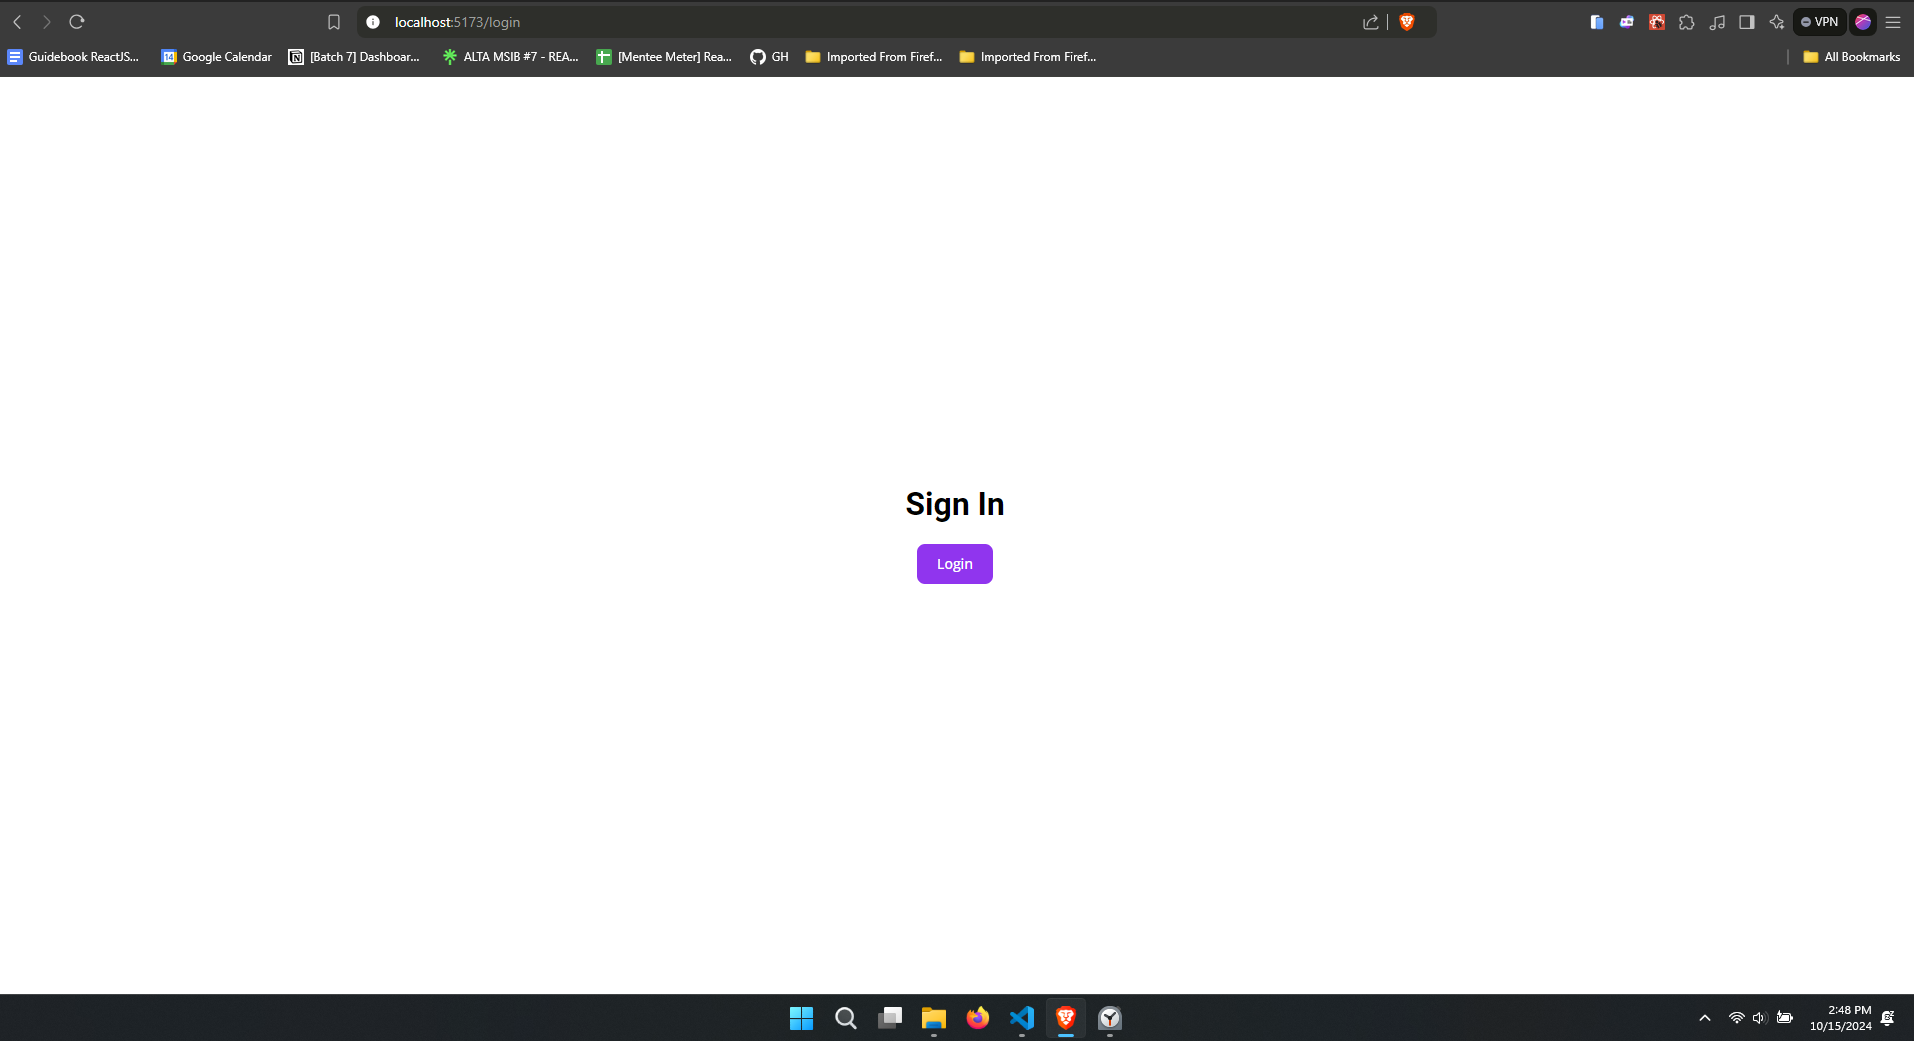 localhost:5173/login
VPN
Guidebook ReactJS...
14 Google Calendar
[Batch 7] Dashboar...
ALTA MSIB #7 - REA...
[Mentee Meter] Rea...
GH
Imported From Firef...
Imported From Firef...
All Bookmarks
Sign In
Login
2:48 PM
10/15/2024